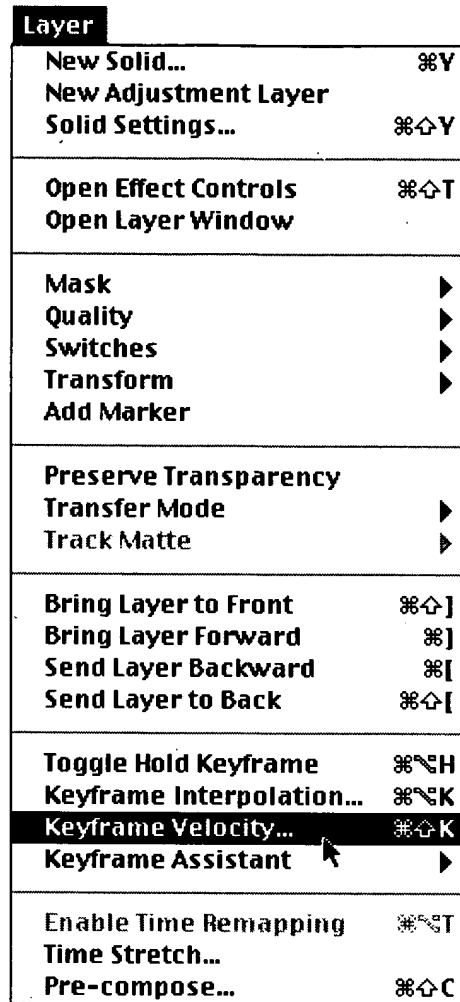 Layer
New Solid... ⌘Y
New Adjustment Layer
Solid Settings... ⌘⇧Y
Open Effect Controls ⌘⇧T
Open Layer Window
Mask ▶
Quality ▶
Switches ▶
Transform ▶
Add Marker
Preserve Transparency
Transfer Mode ▶
Track Matte ▶
Bring Layer to Front ⌘⇧]
Bring Layer Forward ⌘]
Send Layer Backward ⌘[
Send Layer to Back ⌘⇧[
Toggle Hold Keyframe ⌘⌥H
Keyframe Interpolation... ⌘⌥K
Keyframe Velocity... ⌘⇧K
Keyframe Assistant ▶
Enable Time Remapping ⌘⌥T
Time Stretch...
Pre-compose... ⌘⇧C